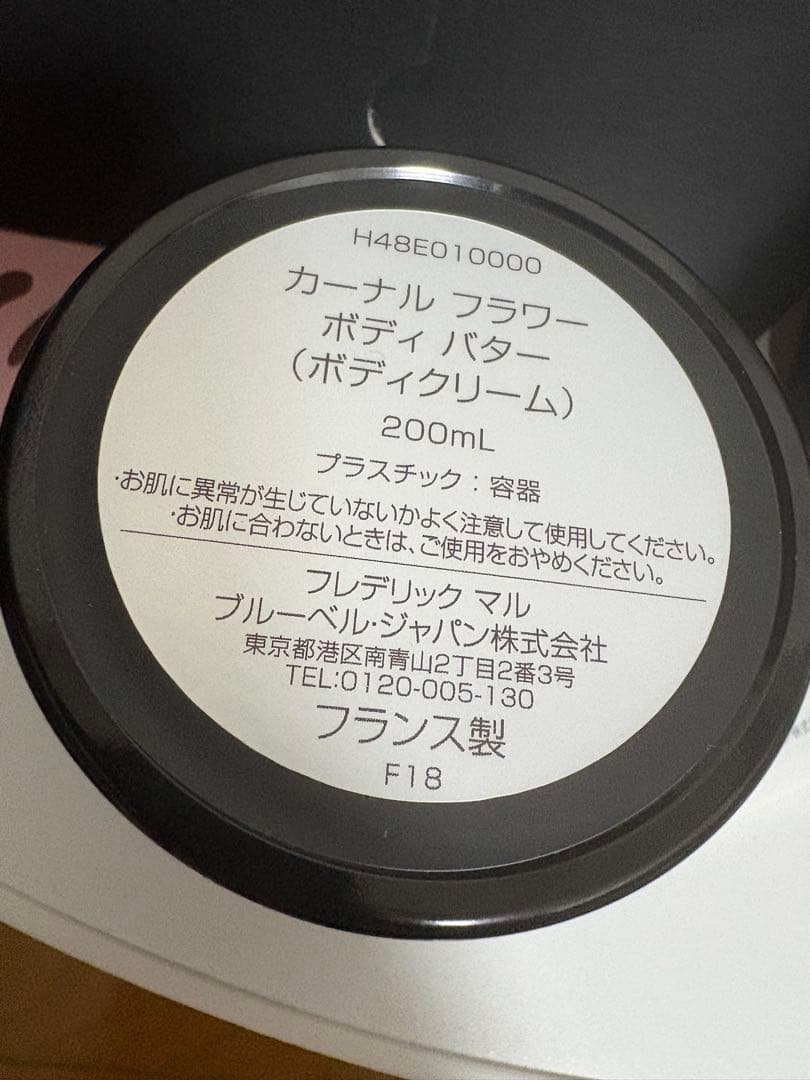 H48E010000
カーナル フラワー
ボディ バター
（ボディクリーム）
200mL
プラスチック：容器
・お肌に異常が生じていないかよく注意して使用してください。
・お肌に合わないときは、ご使用をおやめください。
フレデリック マル
ブルーベル・ジャパン株式会社
東京都港区南青山2丁目2番3号
TEL:0120-005-130
フランス製
F18